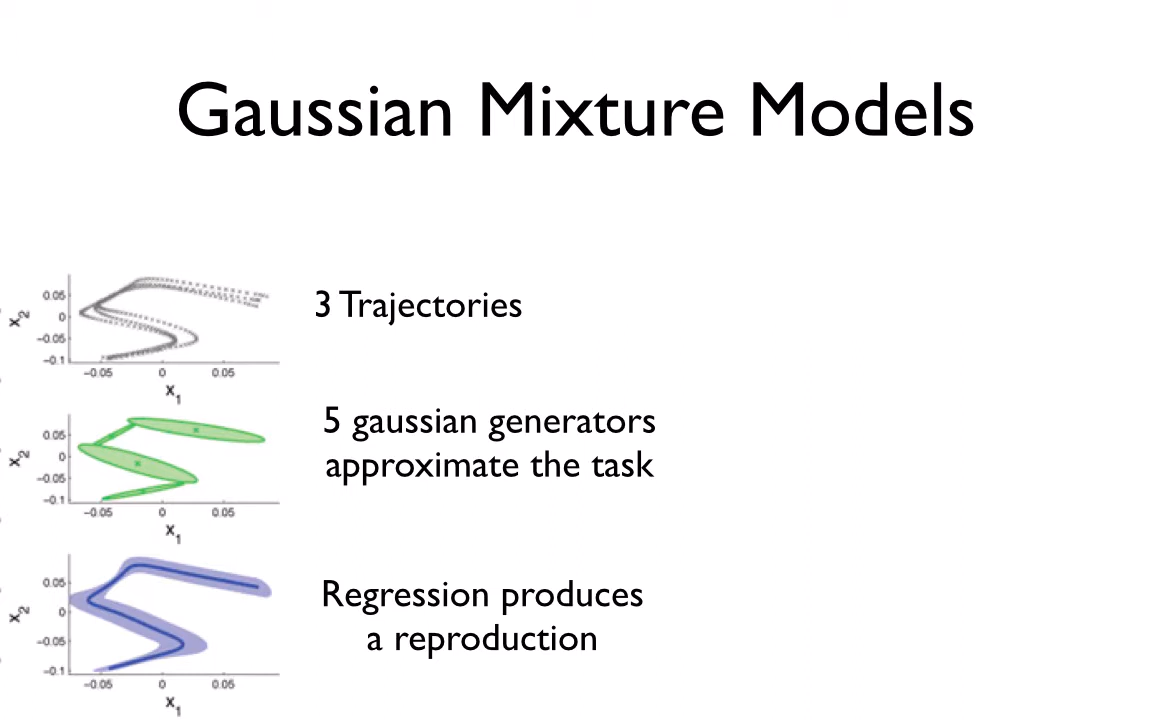 Gaussian Mixture Models
0.05
0
-0.05
-0.1
x2
-0.05 0 0.05
x1
3 Trajectories
0.05
0
-0.05
-0.1
x2
-0.05 0 0.05
x1
5 gaussian generators
approximate the task
0.05
0
-0.05
-0.1
x2
-0.05 0 0.05
x1
Regression produces
a reproduction